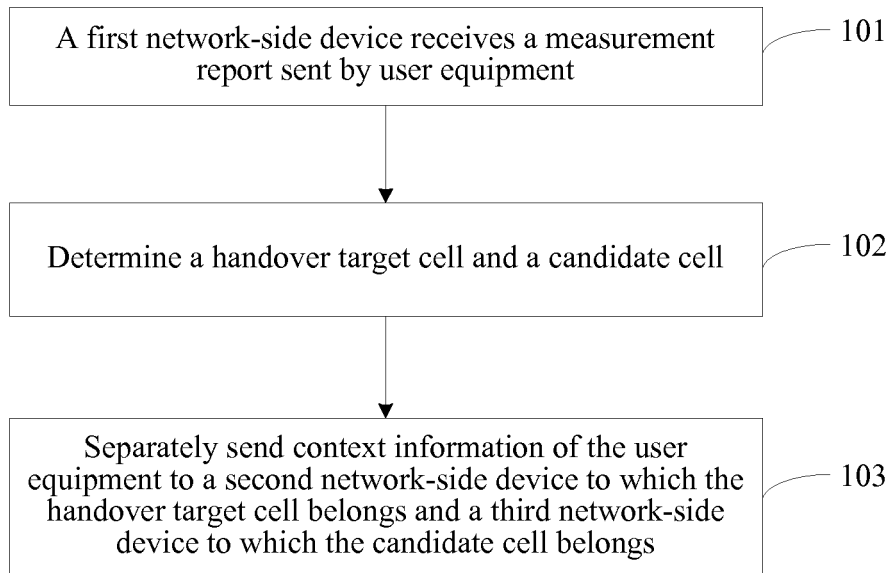 A first network-side device receives a measurement
report sent by user equipment
101
Determine a handover target cell and a candidate cell
102
Separately send context information of the user
equipment to a second network-side device to which the
handover target cell belongs and a third network-side
device to which the candidate cell belongs
103